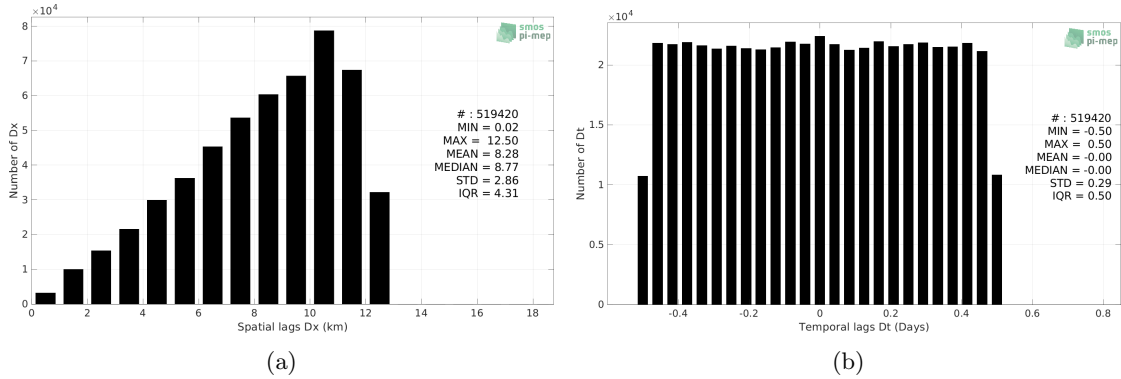 ×10⁴
8
7
6
5
4
3
2
1
0
Number of Dx
0 2 4 6 8 10 12 14 16 18
Spatial lags Dx (km)
smos
pi-mep
# : 519420
MIN = 0.02
MAX = 12.50
MEAN = 8.28
MEDIAN = 8.77
STD = 2.86
IQR = 4.31
(a)
×10⁴
2
1.5
1
0.5
0
Number of Dt
-0.4 -0.2 0 0.2 0.4 0.6 0.8
Temporal lags Dt (Days)
smos
pi-mep
# : 519420
MIN = -0.50
MAX = 0.50
MEAN = -0.00
MEDIAN = -0.00
STD = 0.29
IQR = 0.50
(b)